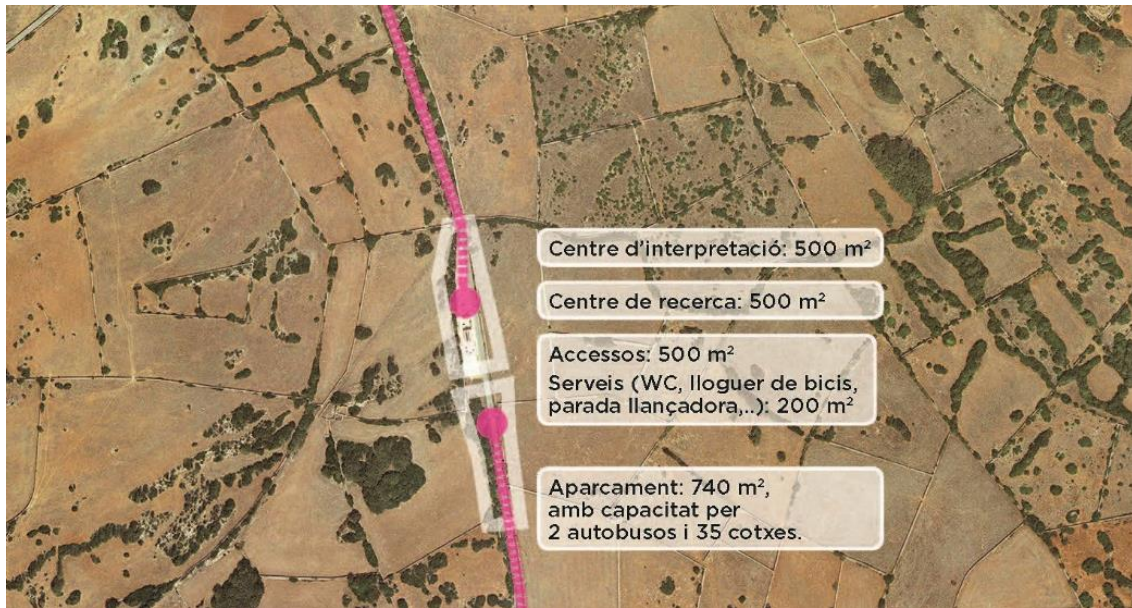 Centre d'interpretació: 500 m²
Centre de recerca: 500 m²
Accessos: 500 m²
Serveis (WC, lloguer de bicis,
parada llançadora,..): 200 m²
Aparcament: 740 m²,
amb capacitat per
2 autobusos i 35 cotxes.